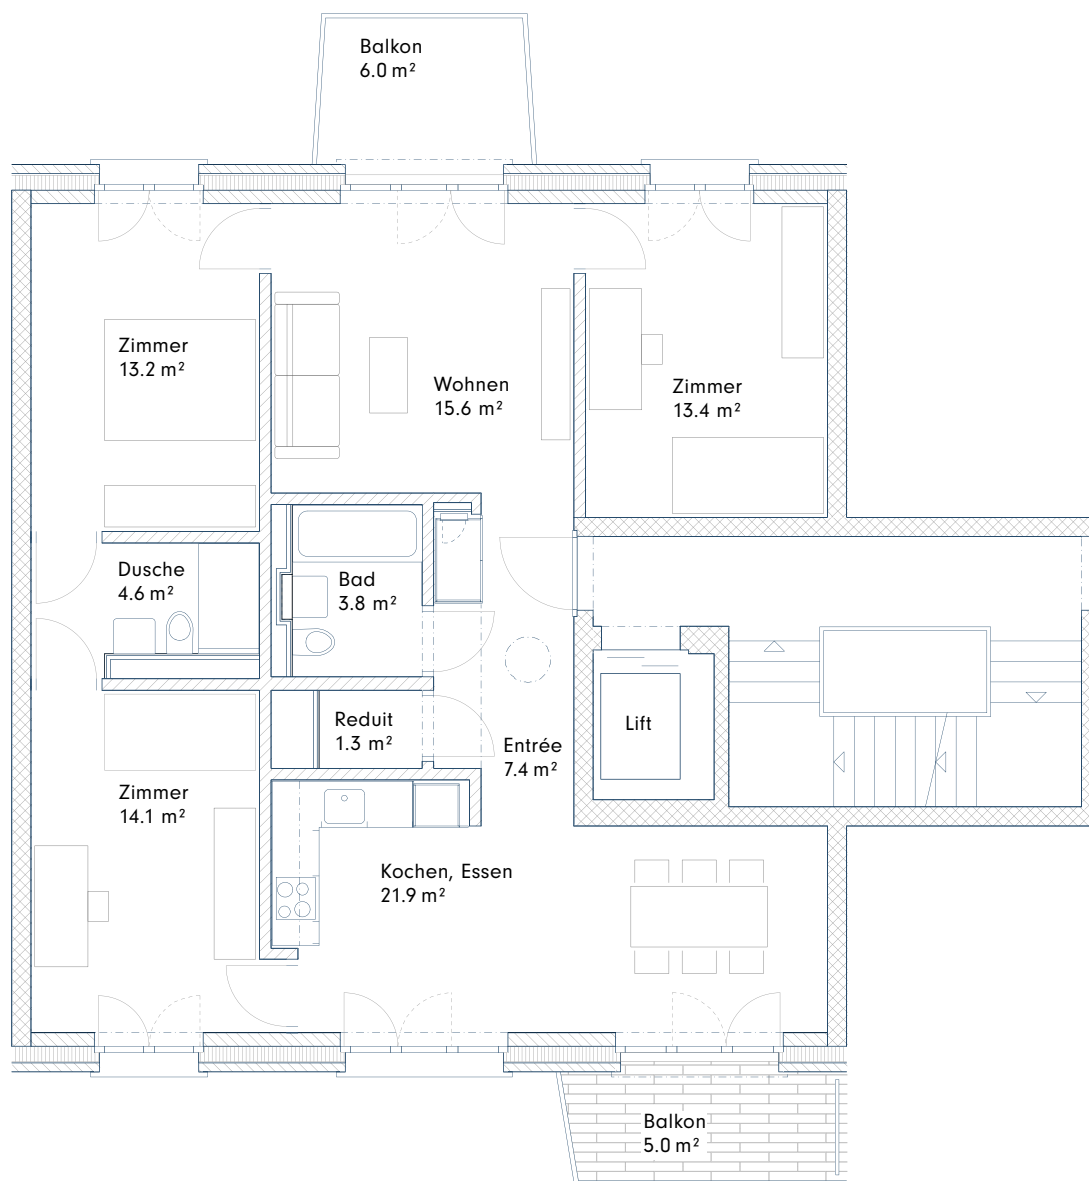 Balkon
6.0 m²
Zimmer
13.2 m²
Wohnen
15.6 m²
Zimmer
13.4 m²
Dusche
4.6 m²
Bad
3.8 m²
Reduit
1.3 m²
Lift
Entrée
7.4 m²
Zimmer
14.1 m²
Kochen, Essen
21.9 m²
Balkon
5.0 m²